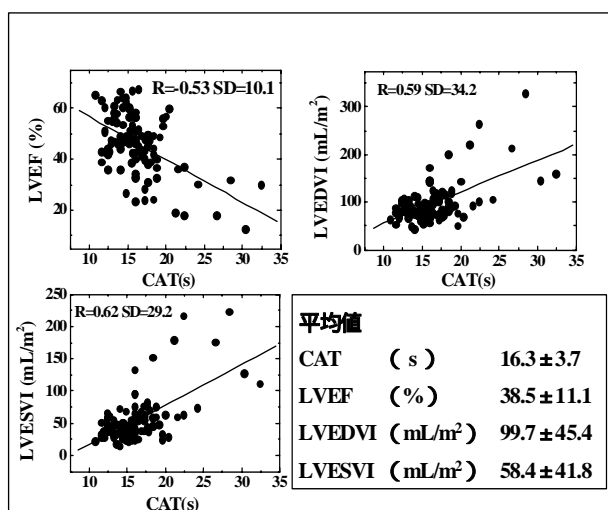 R=-0.53 SD=10.1
LVEF (%)
60
40
20
10 15 20 25 30 35
CAT(s)
R=0.59 SD=34.2
LVEDVI (mL/m²)
300
200
100
0
10 15 20 25 30 35
CAT(s)
R=0.62 SD=29.2
LVESVI (mL/m²)
250
200
150
100
50
0
10 15 20 25 30 35
CAT(s)
平均値
CAT （ s ） 16.3±3.7
LVEF （%） 38.5±11.1
LVEDVI （mL/m²） 99.7±45.4
LVESVI （mL/m²） 58.4±41.8